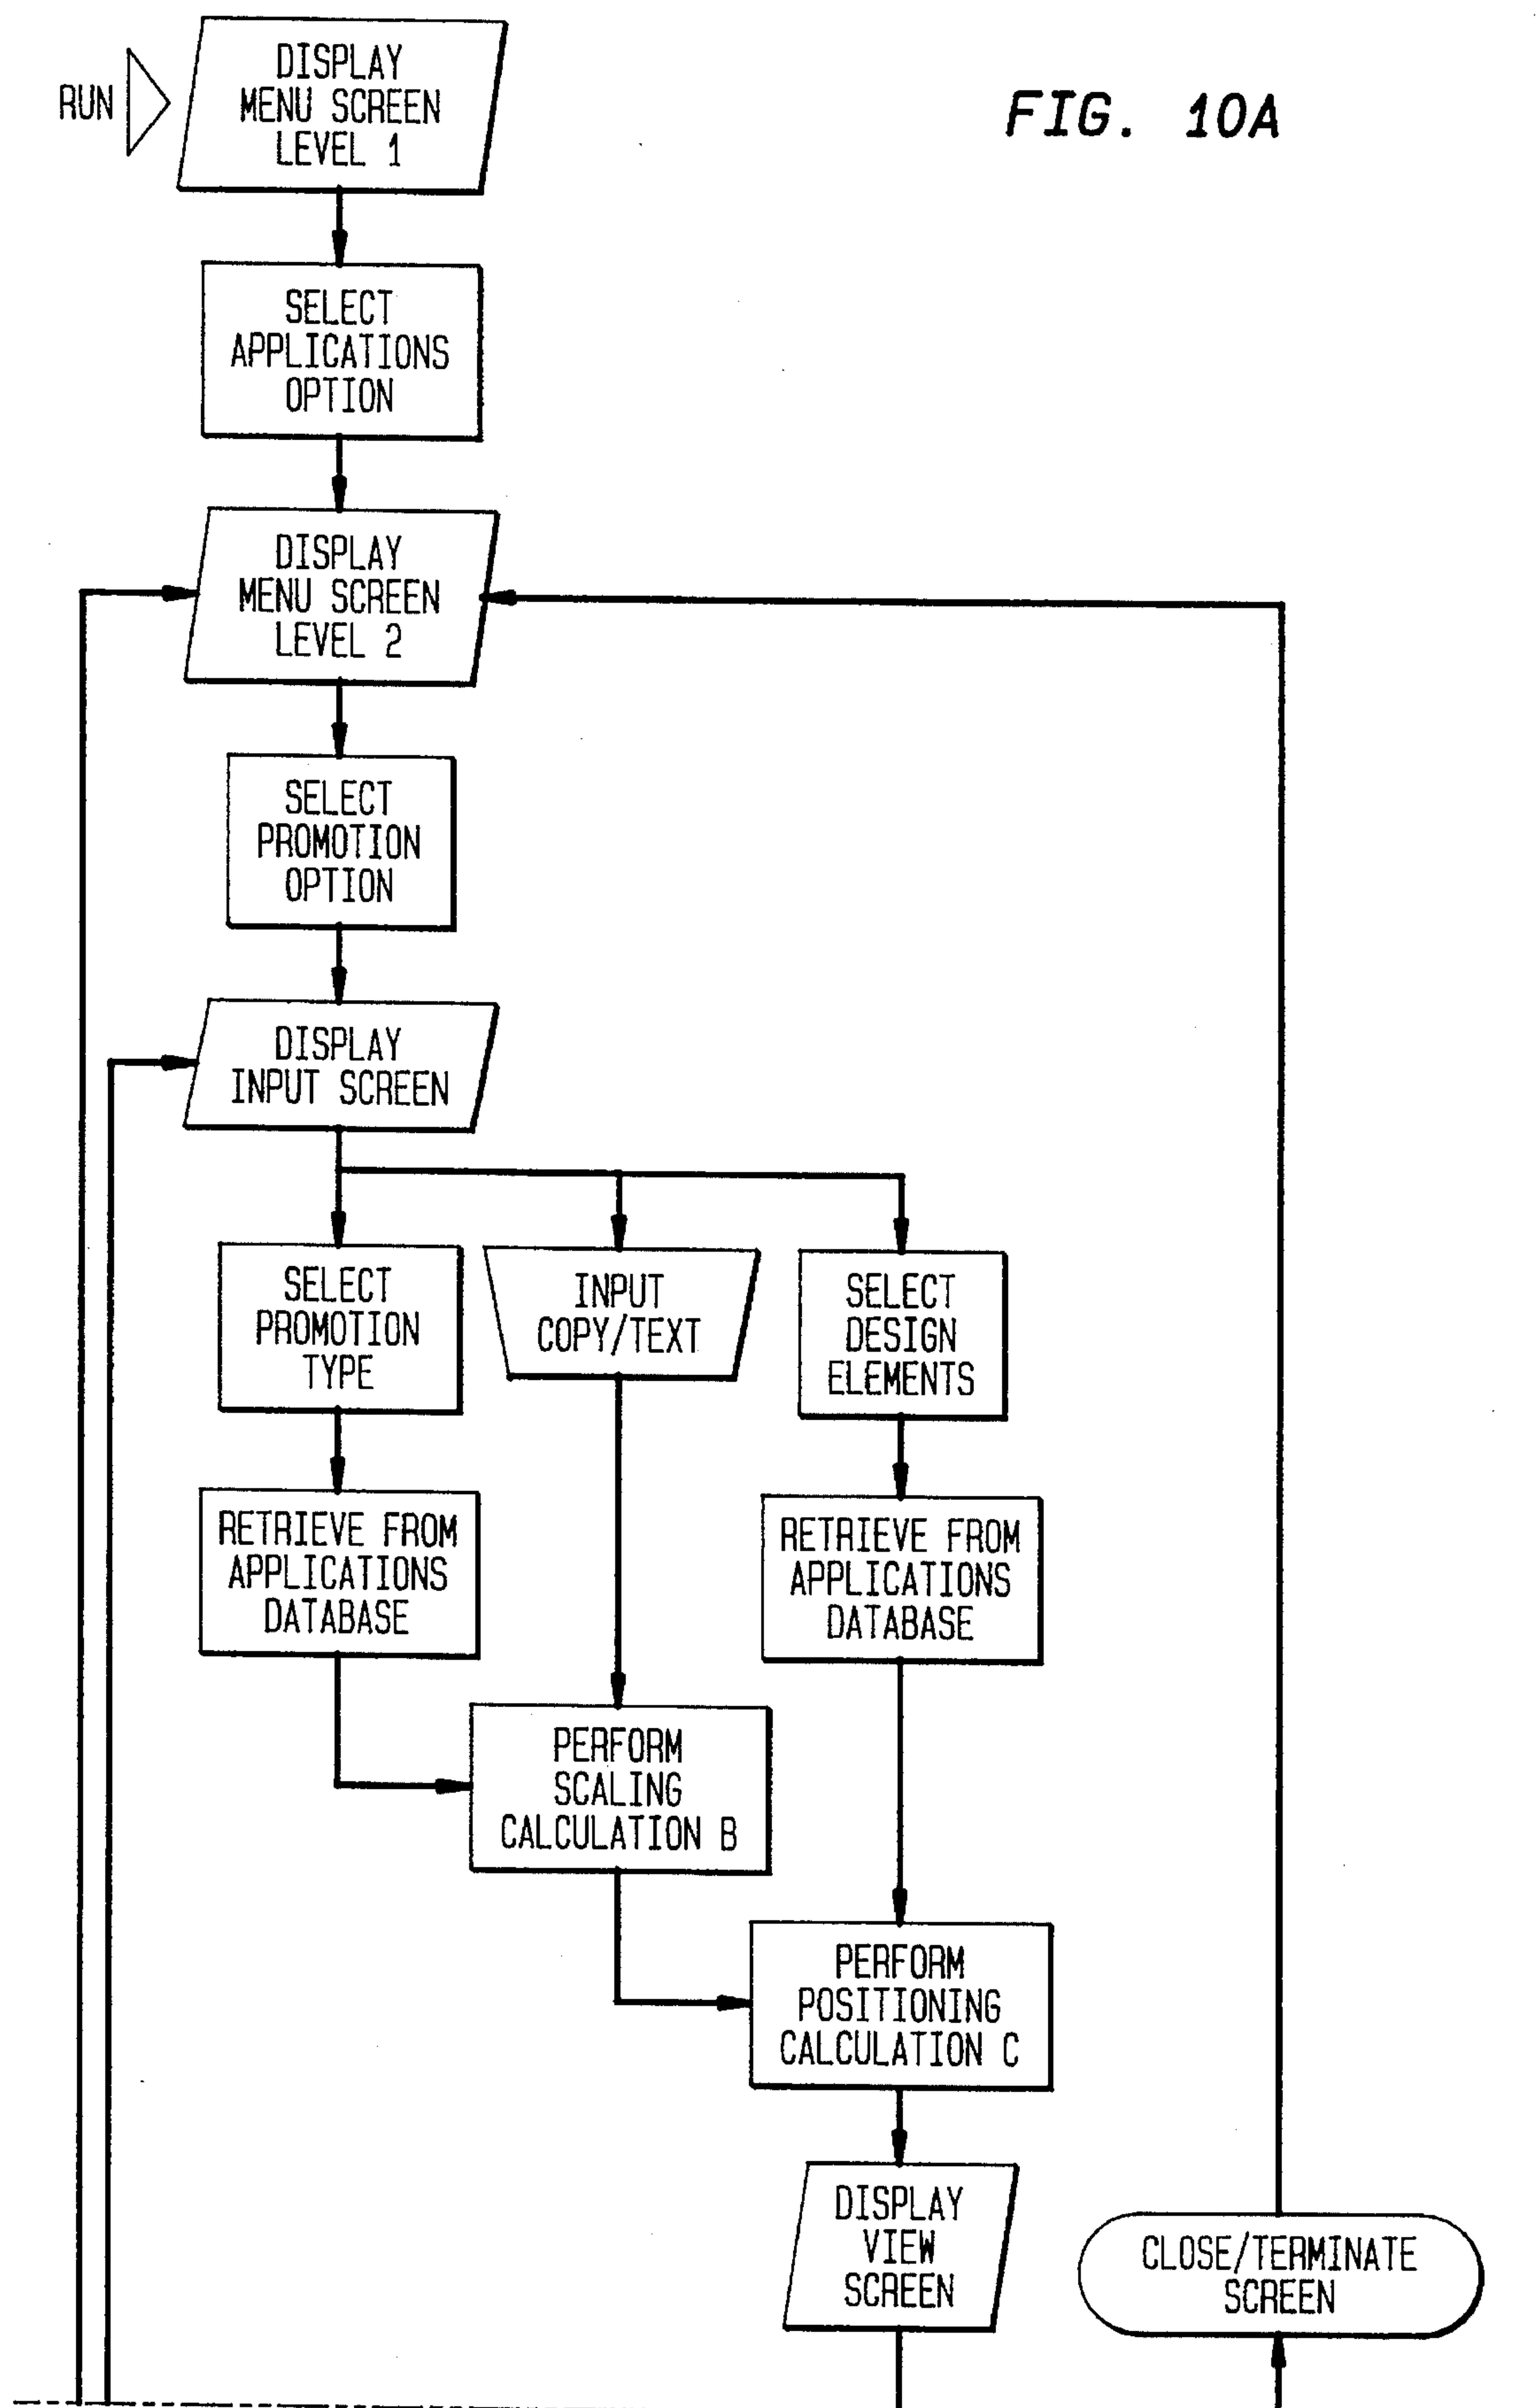 FIG. 10A
RUN
DISPLAY
MENU SCREEN
LEVEL 1
SELECT
APPLICATIONS
OPTION
DISPLAY
MENU SCREEN
LEVEL 2
SELECT
PROMOTION
OPTION
DISPLAY
INPUT SCREEN
SELECT
PROMOTION
TYPE
INPUT
COPY/TEXT
SELECT
DESIGN
ELEMENTS
RETRIEVE FROM
APPLICATIONS
DATABASE
RETRIEVE FROM
APPLICATIONS
DATABASE
PERFORM
SCALING
CALCULATION B
PERFORM
POSITIONING
CALCULATION C
DISPLAY
VIEW
SCREEN
CLOSE/TERMINATE
SCREEN